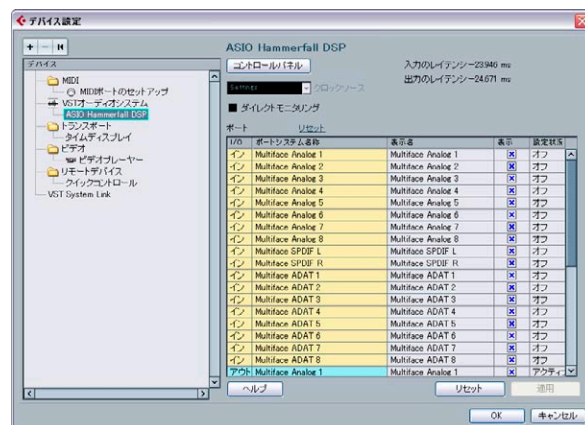 デバイス設定
デバイス
MIDI
MIDIポートのセットアップ
VSTオーディオシステム
ASIO Hammerfall DSP
トランスポート
タイムディスプレイ
ビデオ
ビデオプレーヤー
リモートデバイス
クイックコントロール
VST System Link
ASIO Hammerfall DSP
コントロールパネル
入力のレイテンシー23.946 ms
出力のレイテンシー24.671 ms
Settings クロックソース
ダイレクトモニタリング
ポート リセット
I/O ポートシステム名称 表示名 表示 設定状況
イン Multiface Analog 1 Multiface Analog 1 オフ
イン Multiface Analog 2 Multiface Analog 2 オフ
イン Multiface Analog 3 Multiface Analog 3 オフ
イン Multiface Analog 4 Multiface Analog 4 オフ
イン Multiface Analog 5 Multiface Analog 5 オフ
イン Multiface Analog 6 Multiface Analog 6 オフ
イン Multiface Analog 7 Multiface Analog 7 オフ
イン Multiface Analog 8 Multiface Analog 8 オフ
イン Multiface SPDIF L Multiface SPDIF L オフ
イン Multiface SPDIF R Multiface SPDIF R オフ
イン Multiface ADAT 1 Multiface ADAT 1 オフ
イン Multiface ADAT 2 Multiface ADAT 2 オフ
イン Multiface ADAT 3 Multiface ADAT 3 オフ
イン Multiface ADAT 4 Multiface ADAT 4 オフ
イン Multiface ADAT 5 Multiface ADAT 5 オフ
イン Multiface ADAT 6 Multiface ADAT 6 オフ
イン Multiface ADAT 7 Multiface ADAT 7 オフ
イン Multiface ADAT 8 Multiface ADAT 8 オフ
アウト Multiface Analog 1 Multiface Analog 1 アクティ
ヘルプ リセット 適用
OK キャンセル